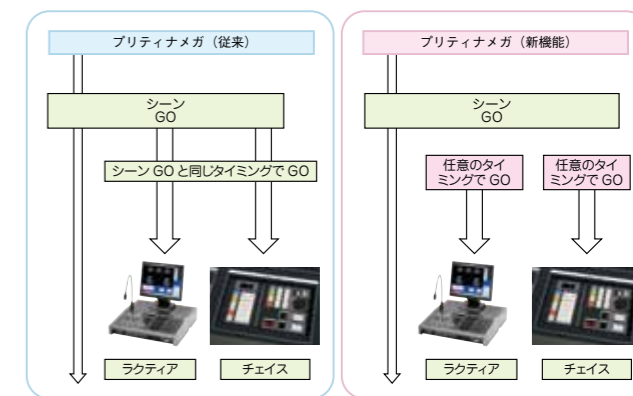 プリティナメガ（従来）
シーン
GO
シーン GO と同じタイミングで GO
ラクティア
チェイス
プリティナメガ（新機能）
シーン
GO
任意のタイ
ミングで GO
任意のタイ
ミングで GO
ラクティア
チェイス